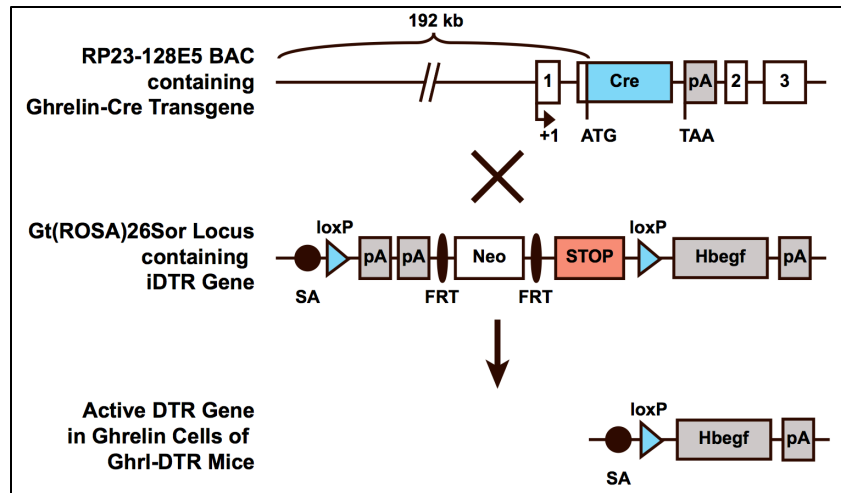 192 kb
RP23-128E5 BAC
containing
Ghrelin-Cre Transgene
1
Cre
pA
2
3
+1
ATG
TAA
Gt(ROSA)26Sor Locus
containing
iDTR Gene
loxP
loxP
pA
pA
Neo
STOP
Hbegf
pA
SA
FRT
FRT
Active DTR Gene
in Ghrelin Cells of
Ghrl-DTR Mice
loxP
Hbegf
pA
SA